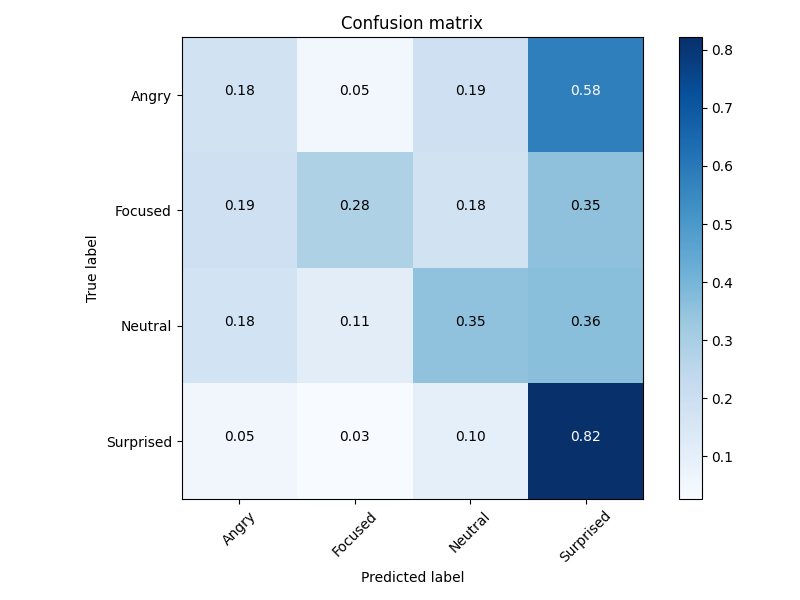 Confusion matrix
Angry 0.18 0.05 0.19 0.58 0.8
0.7
Focused 0.19 0.28 0.18 0.35 0.6
0.5
True label
0.4
Neutral 0.18 0.11 0.35 0.36 0.3
0.2
Surprised 0.05 0.03 0.10 0.82 0.1
Angry Focused Neutral Surprised
Predicted label